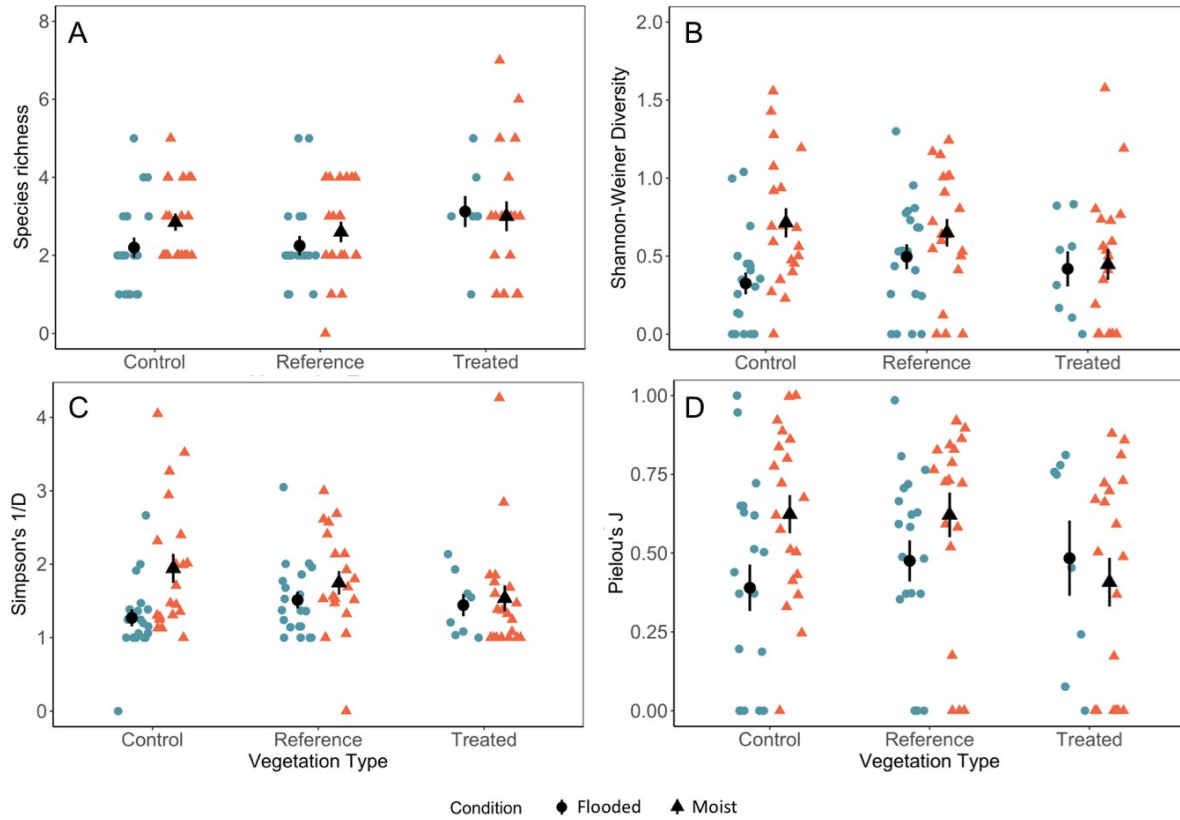 A
Species richness
8
6
4
2
0
Control Reference Treated
B
Shannon-Weiner Diversity
2.0
1.5
1.0
0.5
0.0
Control Reference Treated
C
Simpson's 1/D
4
3
2
1
0
Control Reference Treated
Vegetation Type
D
Pielou's J
1.00
0.75
0.50
0.25
0.00
Control Reference Treated
Vegetation Type
Condition Flooded Moist